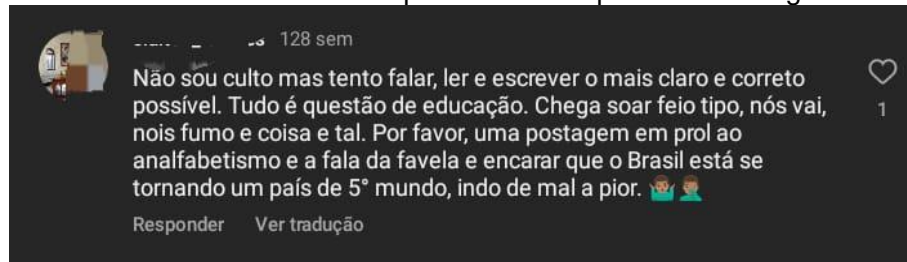 128 sem
Não sou culto mas tento falar, ler e escrever o mais claro e correto
possível. Tudo é questão de educação. Chega soar feio tipo, nós vai,
nois fumo e coisa e tal. Por favor, uma postagem em prol ao
analfabetismo e a fala da favela e encarar que o Brasil está se
tornando um país de 5° mundo, indo de mal a pior. 🤷🏽‍♂️🤦🏽‍♂️
1
Responder Ver tradução